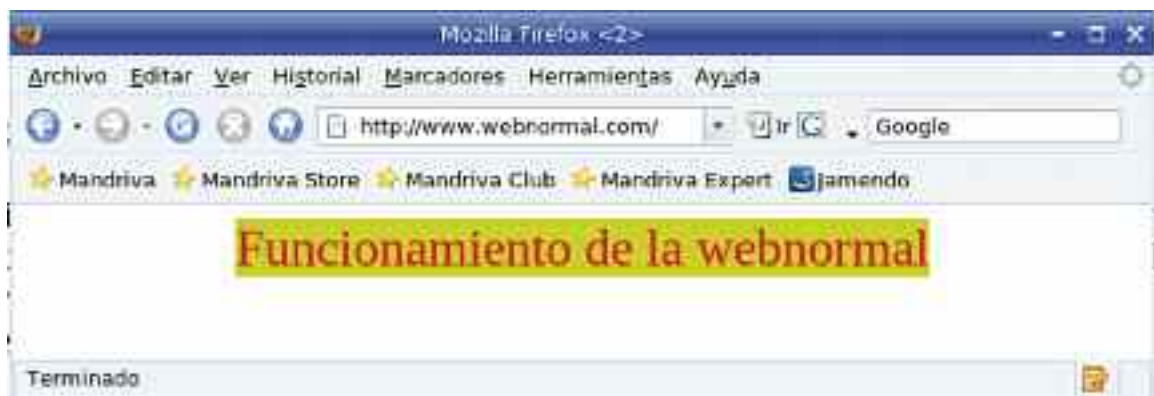 Mozilla Firefox <2>
Archivo Editar Ver Historial Marcadores Herramientas Ayuda
http://www.webnormal.com/ Ir G Google
Mandriva Mandriva Store Mandriva Club Mandriva Expert Jamendo
Funcionamiento de la webnormal
Terminado